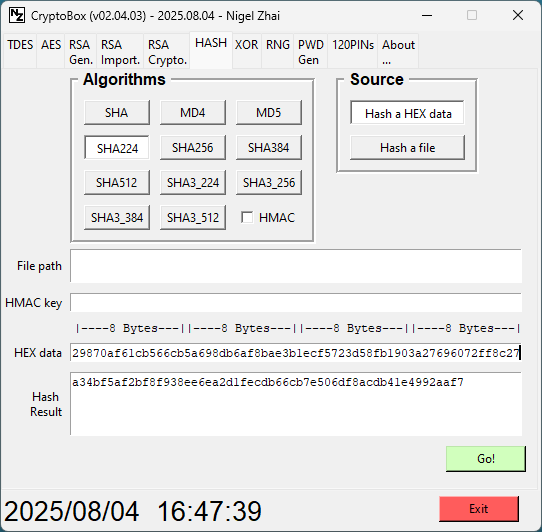 CryptoBox (v02.04.03) - 2025.08.04 - Nigel Zhai
TDES AES RSA Gen. RSA Import. RSA Crypto. HASH XOR RNG PWD Gen 120PINs About ...
Algorithms
Source
SHA MD4 MD5
Hash a HEX data
SHA224 SHA256 SHA384
Hash a file
SHA512 SHA3_224 SHA3_256
SHA3_384 SHA3_512 HMAC
File path
HMAC key
|----8 Bytes---||----8 Bytes---||----8 Bytes---||----8 Bytes---|
HEX data 29870af61cb566cb5a698db6af8bae3b1ecf5723d58fb1903a27696072ff8c27
Hash Result a34bf5af2bf8f938ee6ea2d1fecdb66cb7e506df8acdb41e4992aaf7
Go!
2025/08/04 16:47:39
Exit